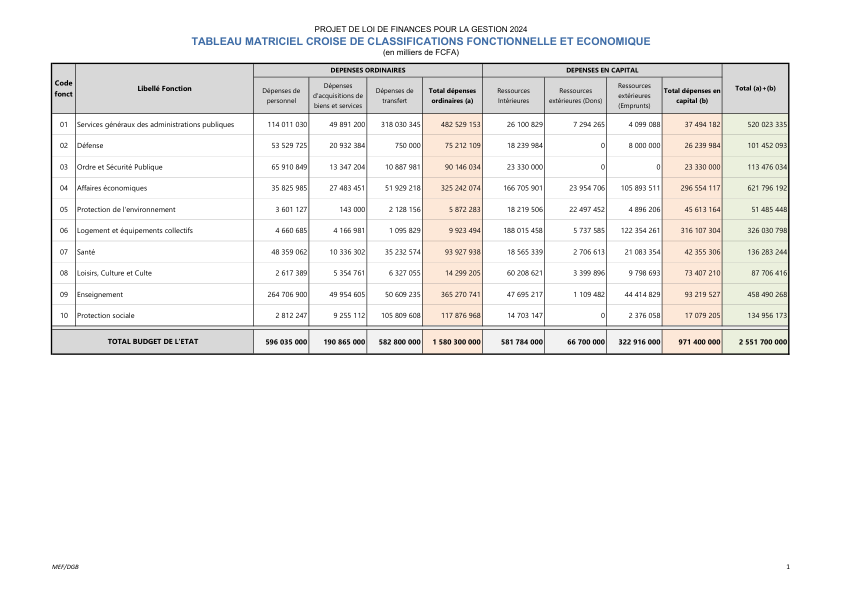 PROJET DE LOI DE FINANCES POUR LA GESTION 2024
TABLEAU MATRICIEL CROISE DE CLASSIFICATIONS FONCTIONNELLE ET ECONOMIQUE
(en milliers de FCFA)
Code fonct Libellé Fonction DEPENSES ORDINAIRES DEPENSES EN CAPITAL Total (a)+(b)
Dépenses de personnel Dépenses d'acquisitions de biens et services Dépenses de transfert Total dépenses ordinaires (a) Ressources Intérieures Ressources extérieures (Dons) Ressources extérieures (Emprunts) Total dépenses en capital (b)
01 Services généraux des administrations publiques 114 011 030 49 891 200 318 030 345 482 529 153 26 100 829 7 294 265 4 099 088 37 494 182 520 023 335
02 Défense 53 529 725 20 932 384 750 000 75 212 109 18 239 984 0 8 000 000 26 239 984 101 452 093
03 Ordre et Sécurité Publique 65 910 849 13 347 204 10 887 981 90 146 034 23 330 000 0 0 23 330 000 113 476 034
04 Affaires économiques 35 825 985 27 483 451 51 929 218 325 242 074 166 705 901 23 954 706 105 893 511 296 554 117 621 796 192
05 Protection de l'environnement 3 601 127 143 000 2 128 156 5 872 283 18 219 506 22 497 452 4 896 206 45 613 164 51 485 448
06 Logement et équipements collectifs 4 660 685 4 166 981 1 095 829 9 923 494 188 015 458 5 737 585 122 354 261 316 107 304 326 030 798
07 Santé 48 359 062 10 336 302 35 232 574 93 927 938 18 565 339 2 706 613 21 083 354 42 355 306 136 283 244
08 Loisirs, Culture et Culte 2 617 389 5 354 761 6 327 055 14 299 205 60 208 621 3 399 896 9 798 693 73 407 210 87 706 416
09 Enseignement 264 706 900 49 954 605 50 609 235 365 270 741 47 695 217 1 109 482 44 414 829 93 219 527 458 490 268
10 Protection sociale 2 812 247 9 255 112 105 809 608 117 876 968 14 703 147 0 2 376 058 17 079 205 134 956 173
TOTAL BUDGET DE L'ETAT 596 035 000 190 865 000 582 800 000 1 580 300 000 581 784 000 66 700 000 322 916 000 971 400 000 2 551 700 000
MEF/DGB 1